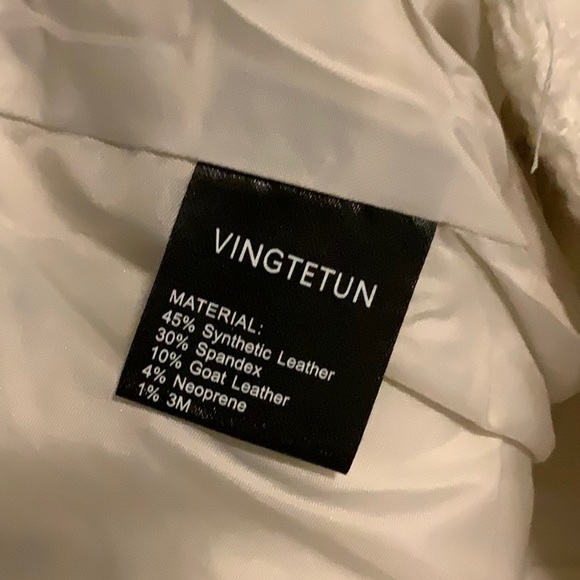 VINGTETUN
MATERIAL:
45% Synthetic Leather
30% Spandex
10% Goat Leather
4% Neoprene
1% 3M